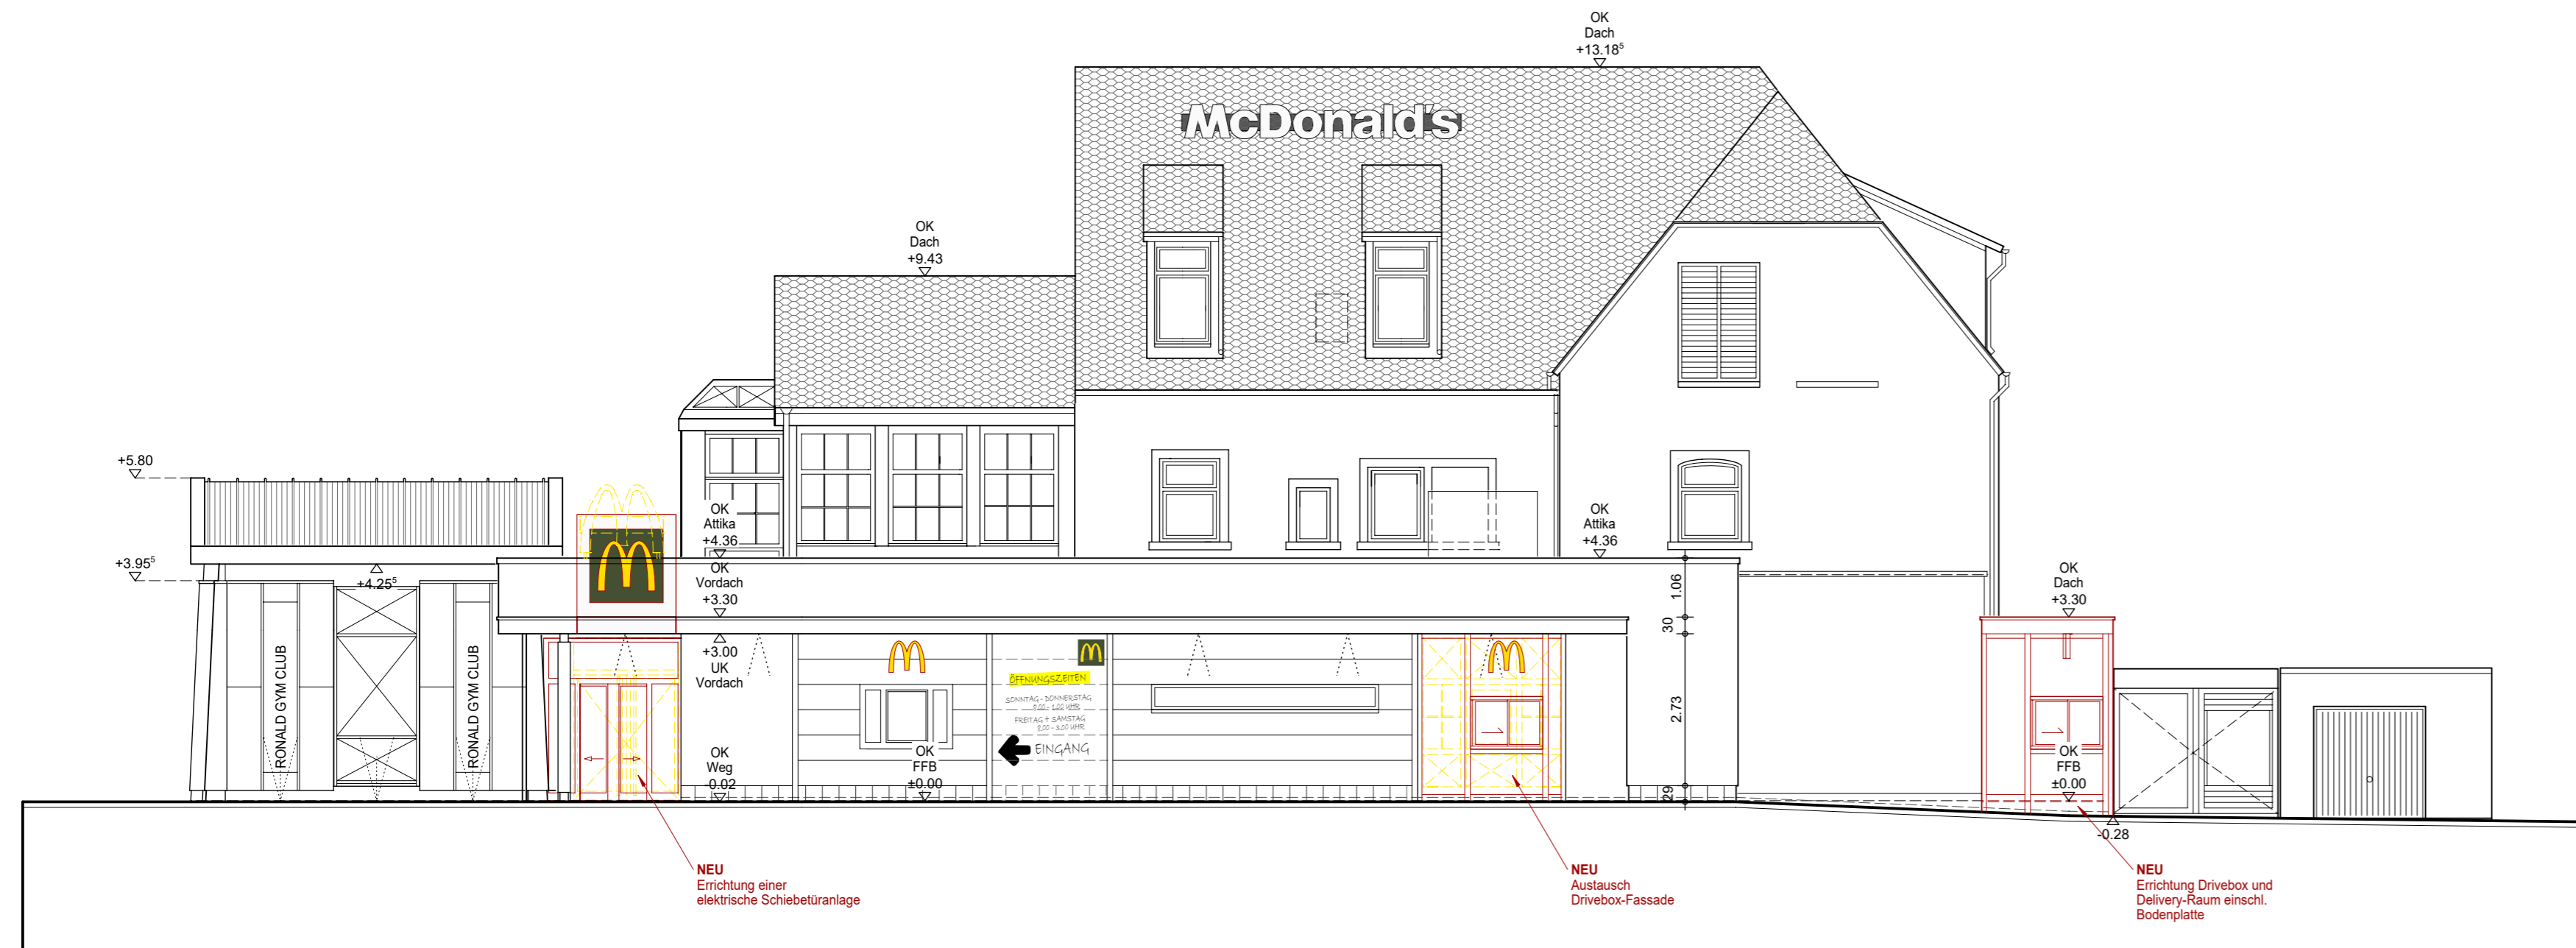 OK
Dach
+13.18⁵
McDonald's
OK
Dach
+9.43
+5.80
+3.95⁵
+4.25⁵
OK
Attika
+4.36
OK
Vordach
+3.30
+3.00
UK
Vordach
OK
Weg
-0.02
RONALD GYM CLUB
RONALD GYM CLUB
ÖFFNUNGSZEITEN
SONNTAG - DONNERSTAG
FREITAG + SAMSTAG
EINGANG
OK
FFB
±0.00
OK
Attika
+4.36
1.06
30
2.73
29
OK
Dach
+3.30
OK
FFB
±0.00
-0.28
NEU
Errichtung einer
elektrische Schiebetüranlage
NEU
Austausch
Drivebox-Fassade
NEU
Errichtung Drivebox und
Delivery-Raum einschl.
Bodenplatte